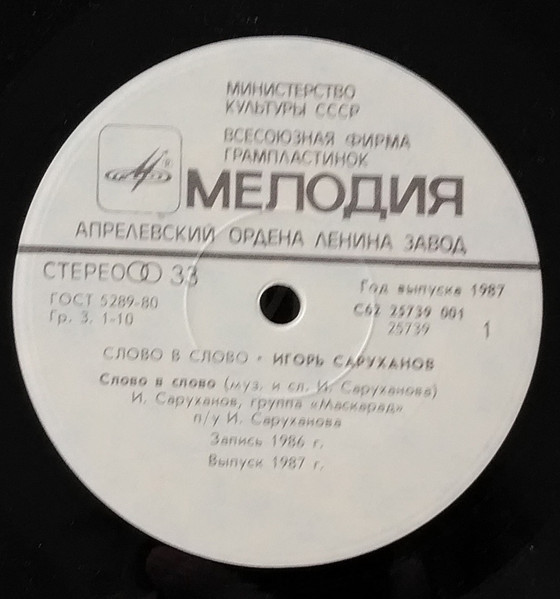 МИНИСТЕРСТВО
КУЛЬТУРЫ СССР
ВСЕСОЮЗНАЯ ФИРМА
ГРАМПЛАСТИНОК
®
МЕЛОДИЯ
АПРЕЛЕВСКИЙ ОРДЕНА ЛЕНИНА ЗАВОД
СТЕРЕО 33
Год выпуска 1987
ГОСТ 5289-80
Гр. 3. 1-10
С62 25739 001
25739
1
СЛОВО В СЛОВО • ИГОРЬ САРУХАНОВ
Слово в слово (муз. и сл. И. Саруханова)
И. Саруханов, группа «Маскарад»
п/у И. Саруханова
Запись 1986 г.
Выпуск 1987 г.